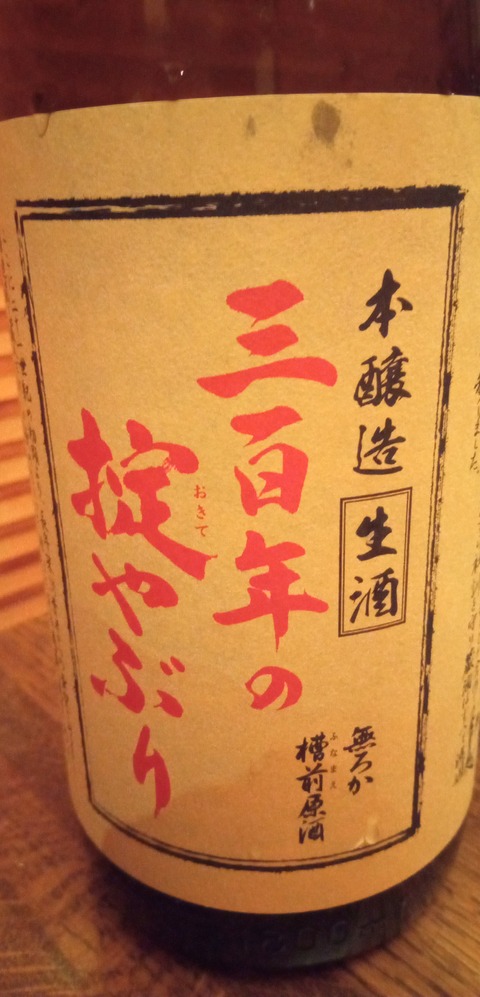 本醸造
生酒
三百年の
掟やぶり
おきて
無ろか
槽前原酒
ふなまえ